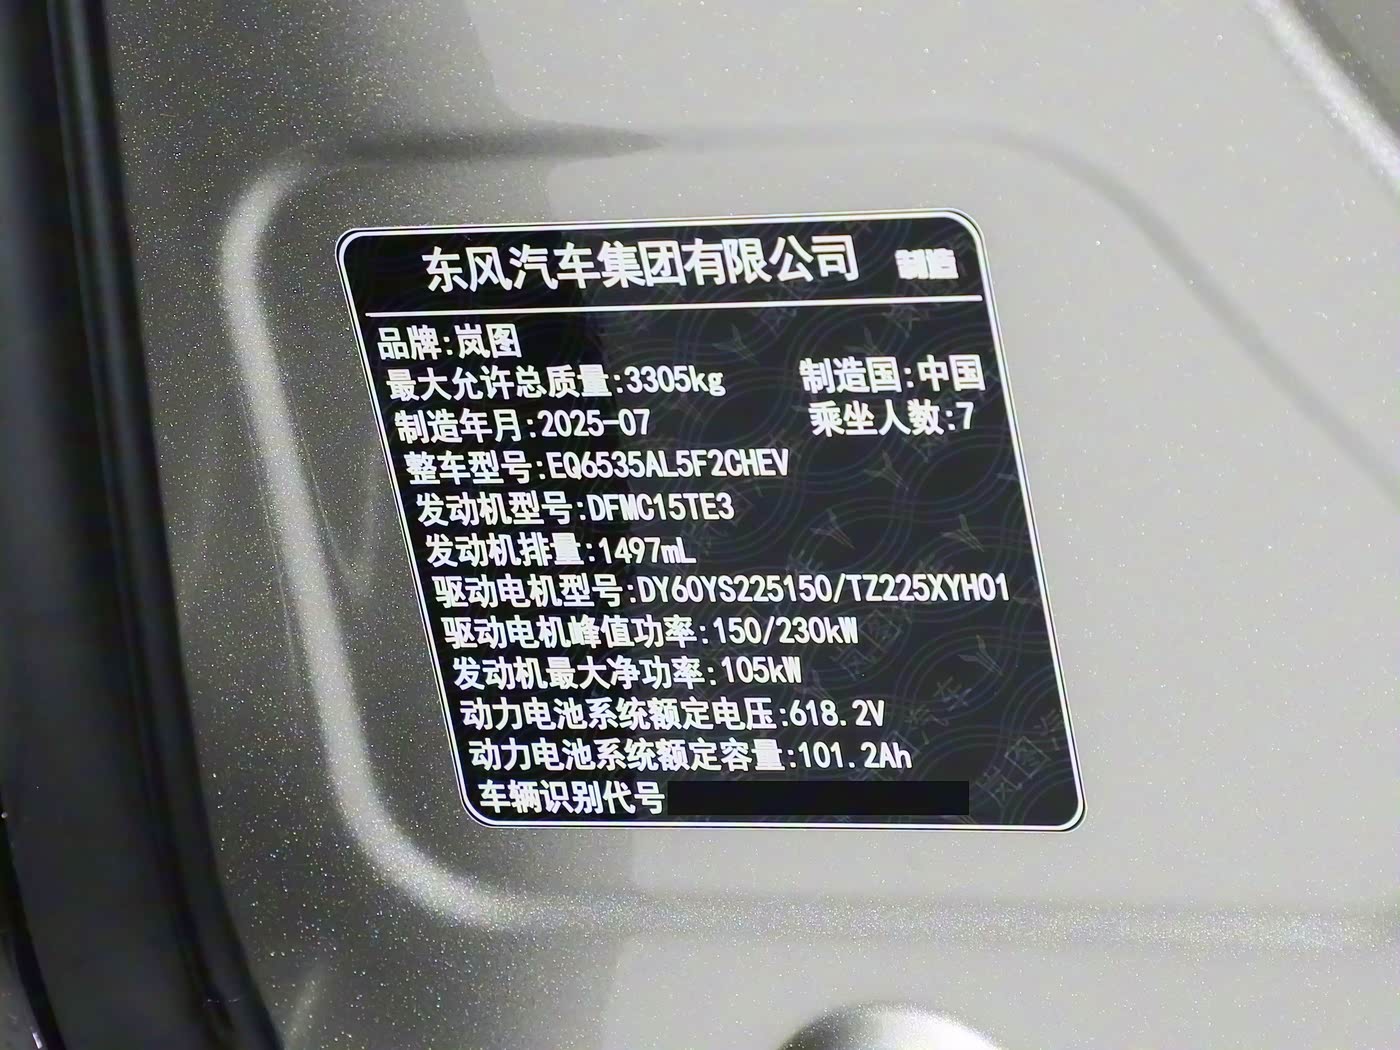 东风汽车集团有限公司 制造
品牌:岚图
最大允许总质量:3305kg 制造国:中国
制造年月:2025-07 乘坐人数:7
整车型号:EQ6535AL5F2CHEV
发动机型号:DFMC15TE3
发动机排量:1497mL
驱动电机型号:DY60YS225150/TZ225XYH01
驱动电机峰值功率:150/230kW
发动机最大净功率:105kW
动力电池系统额定电压:618.2V
动力电池系统额定容量:101.2Ah
车辆识别代号
岚图汽车